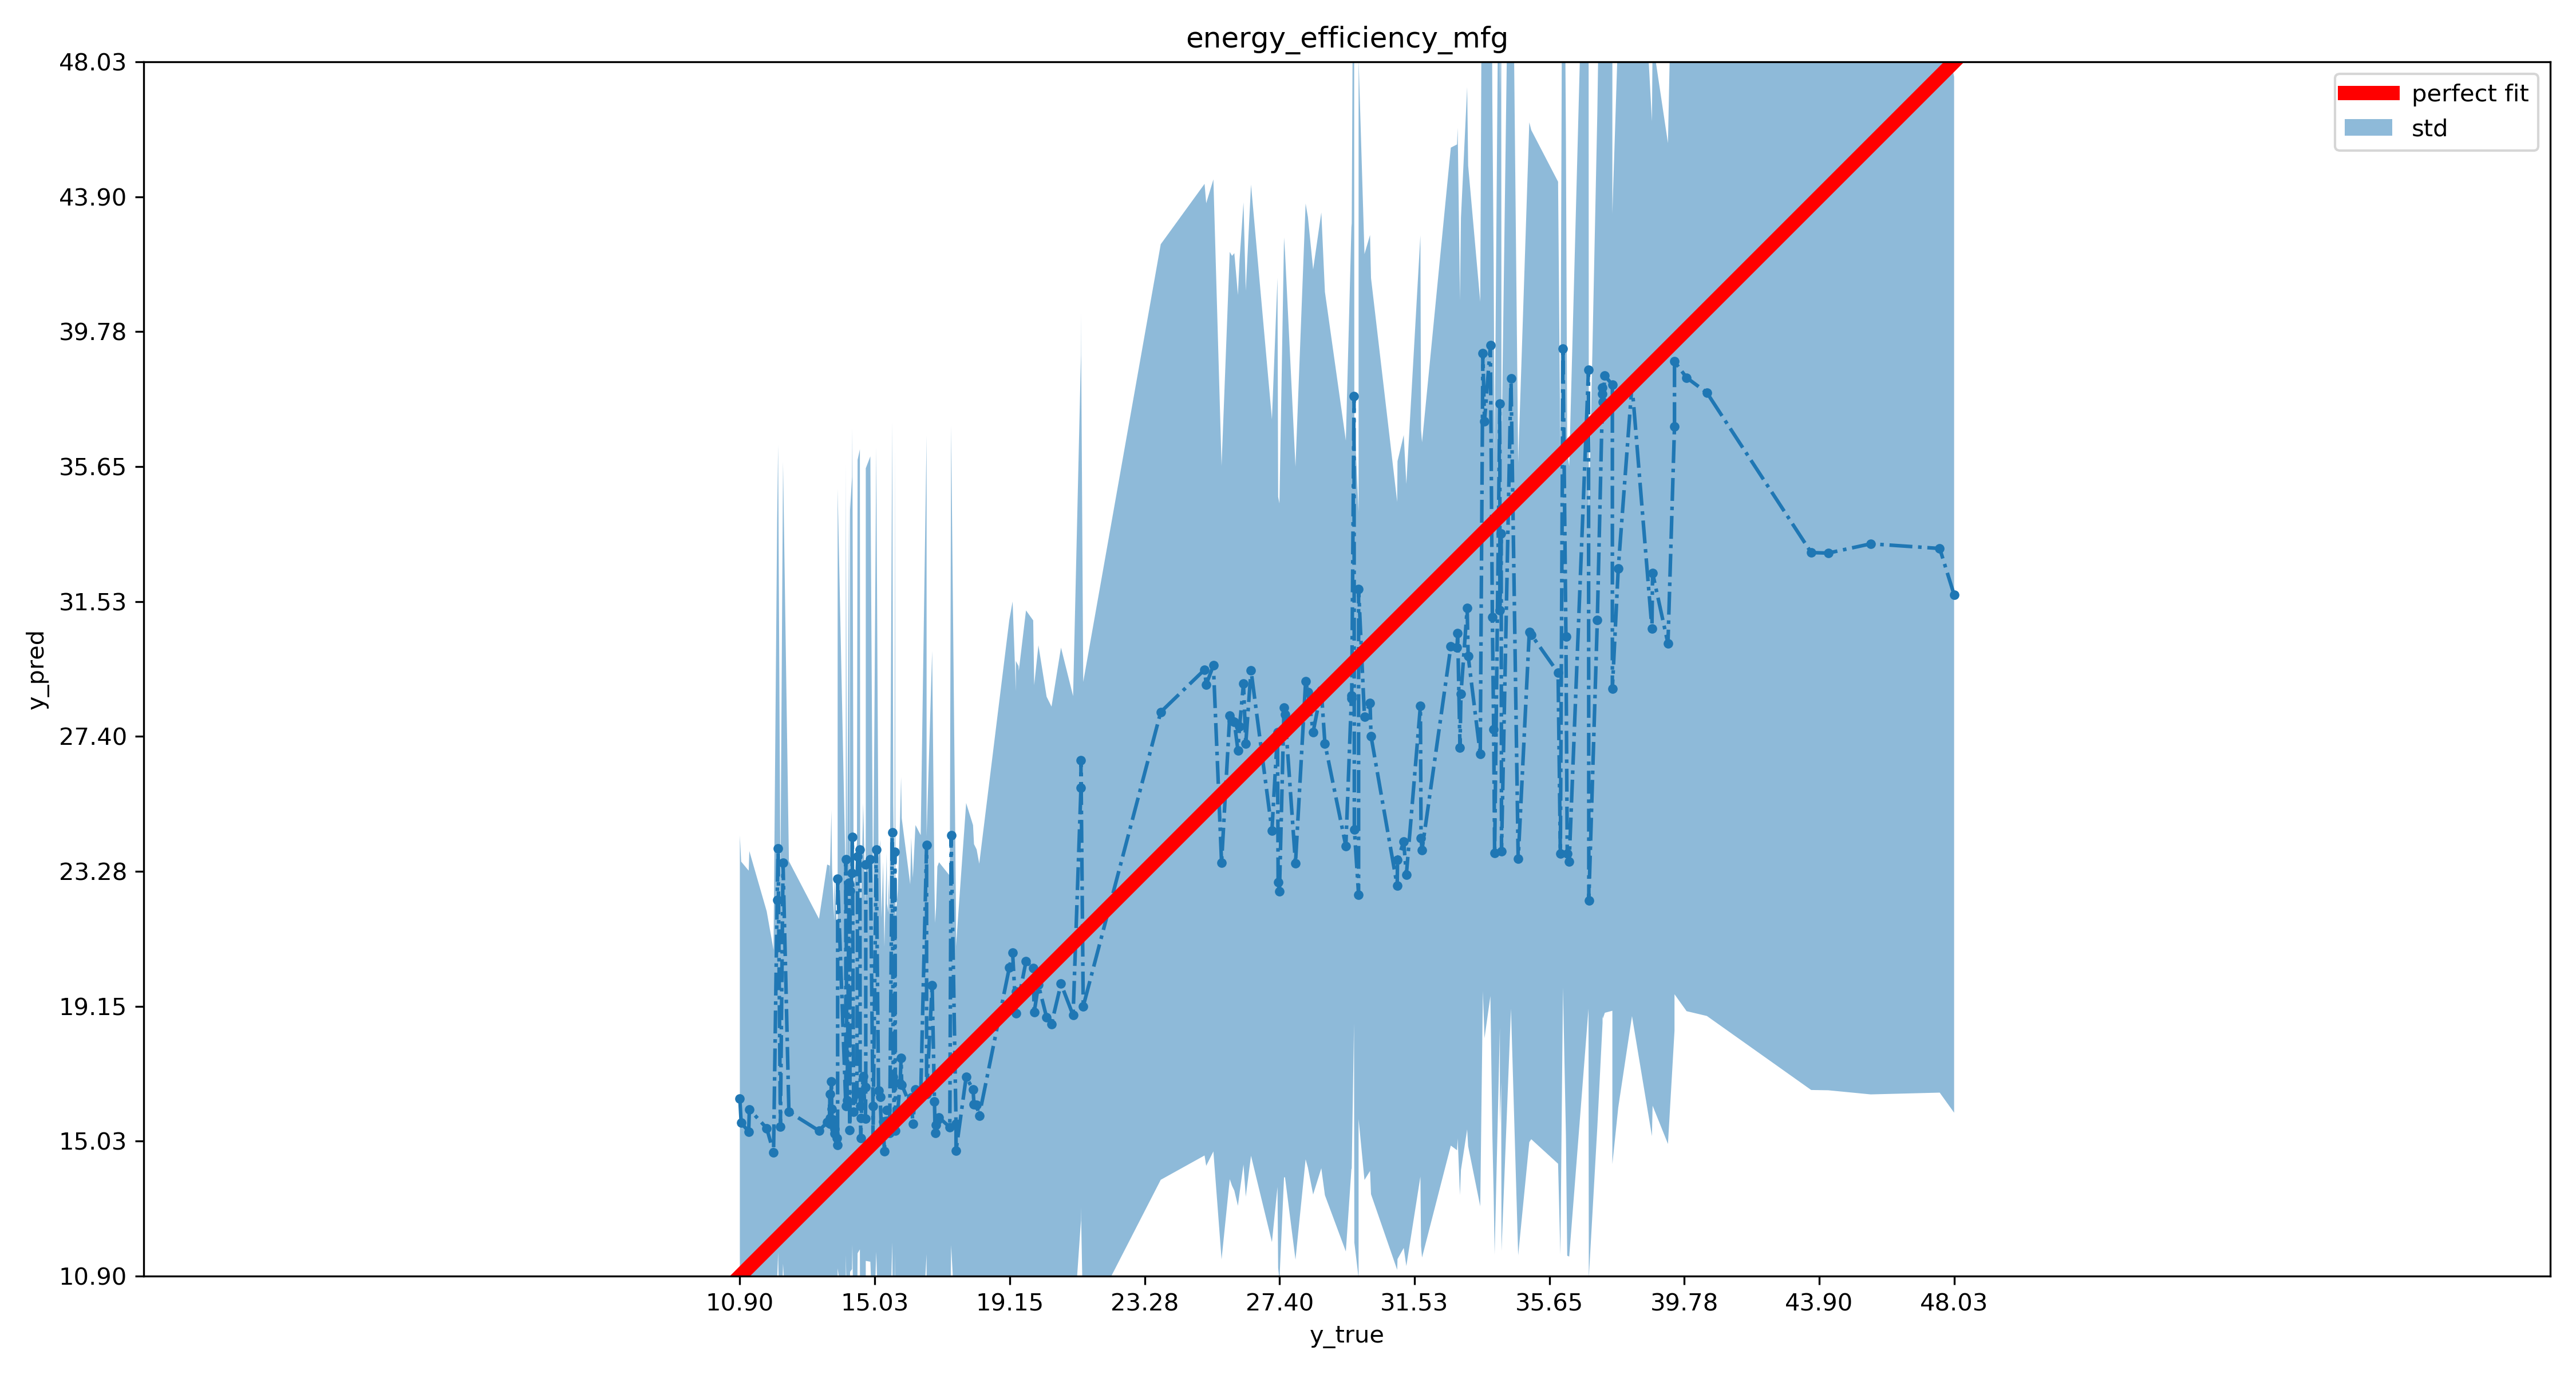 energy_efficiency_mfg
perfect fit
std
y_pred
48.03
43.90
39.78
35.65
31.53
27.40
23.28
19.15
15.03
10.90
10.90 15.03 19.15 23.28 27.40 31.53 35.65 39.78 43.90 48.03
y_true